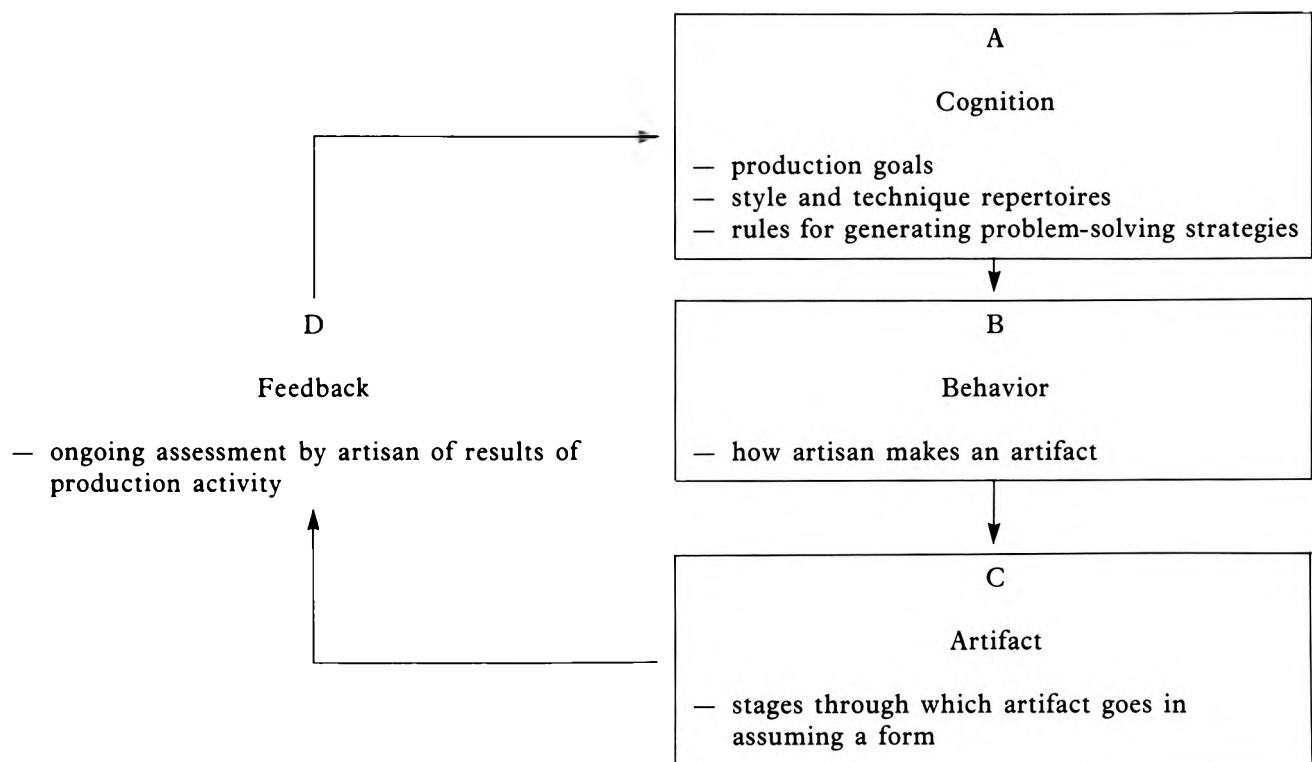 A
Cognition
— production goals
— style and technique repertoires
— rules for generating problem-solving strategies
B
Behavior
— how artisan makes an artifact
C
Artifact
— stages through which artifact goes in
assuming a form
D
Feedback
— ongoing assessment by artisan of results of
production activity